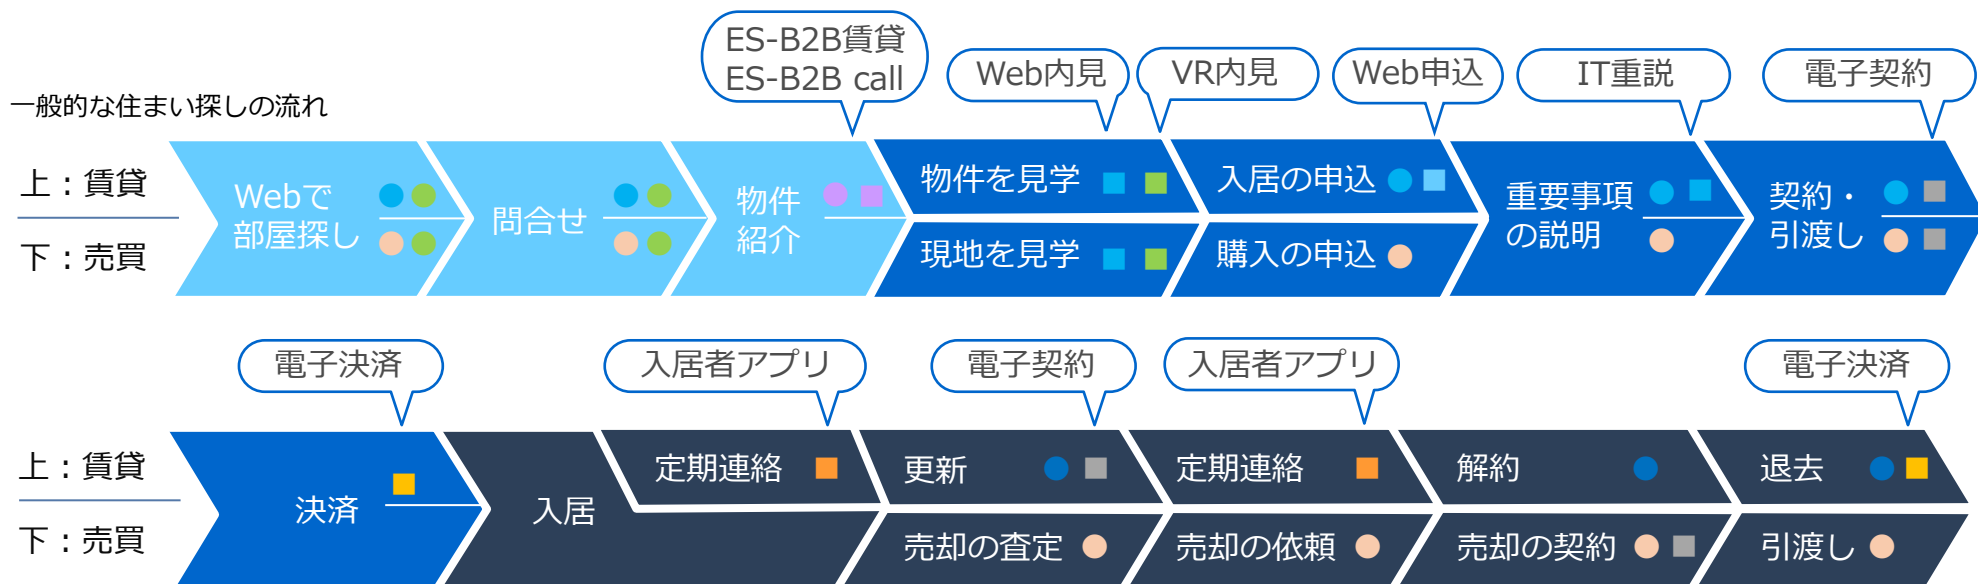 ES-B2B賃貸
ES-B2B call
Web内見
VR内見
Web申込
IT重説
電子契約
一般的な住まい探しの流れ
上：賃貸
下：売買
Webで
部屋探し
問合せ
物件
紹介
物件を見学
現地を見学
入居の申込
購入の申込
重要事項
の説明
契約・
引渡し
電子決済
入居者アプリ
電子契約
入居者アプリ
電子決済
上：賃貸
下：売買
決済
入居
定期連絡
更新
売却の査定
定期連絡
売却の依頼
解約
売却の契約
退去
引渡し